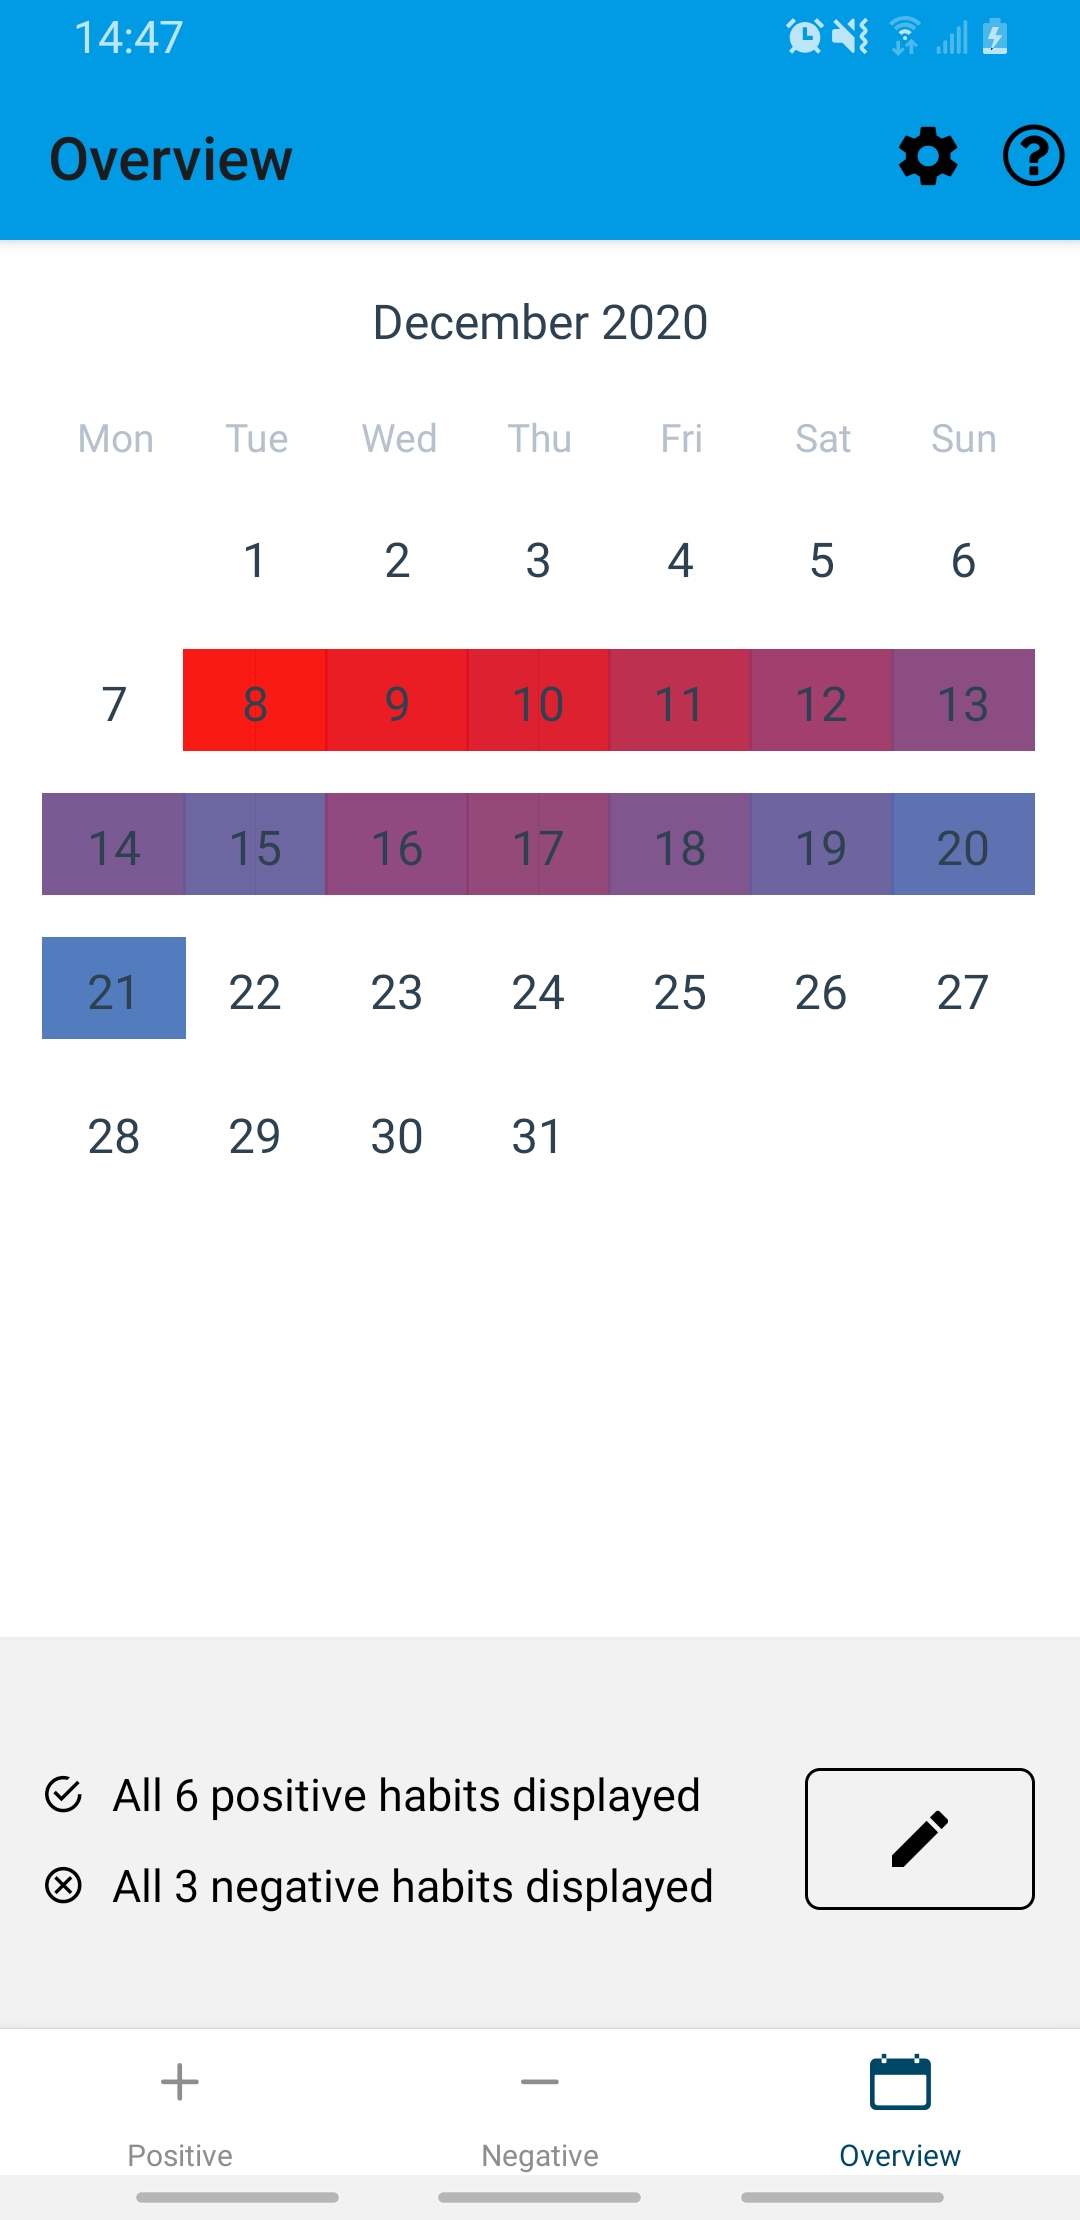 14:47
Overview
December 2020
Mon Tue Wed Thu Fri Sat Sun
1 2 3 4 5 6
7 8 9 10 11 12 13
14 15 16 17 18 19 20
21 22 23 24 25 26 27
28 29 30 31
All 6 positive habits displayed
All 3 negative habits displayed
Positive Negative Overview